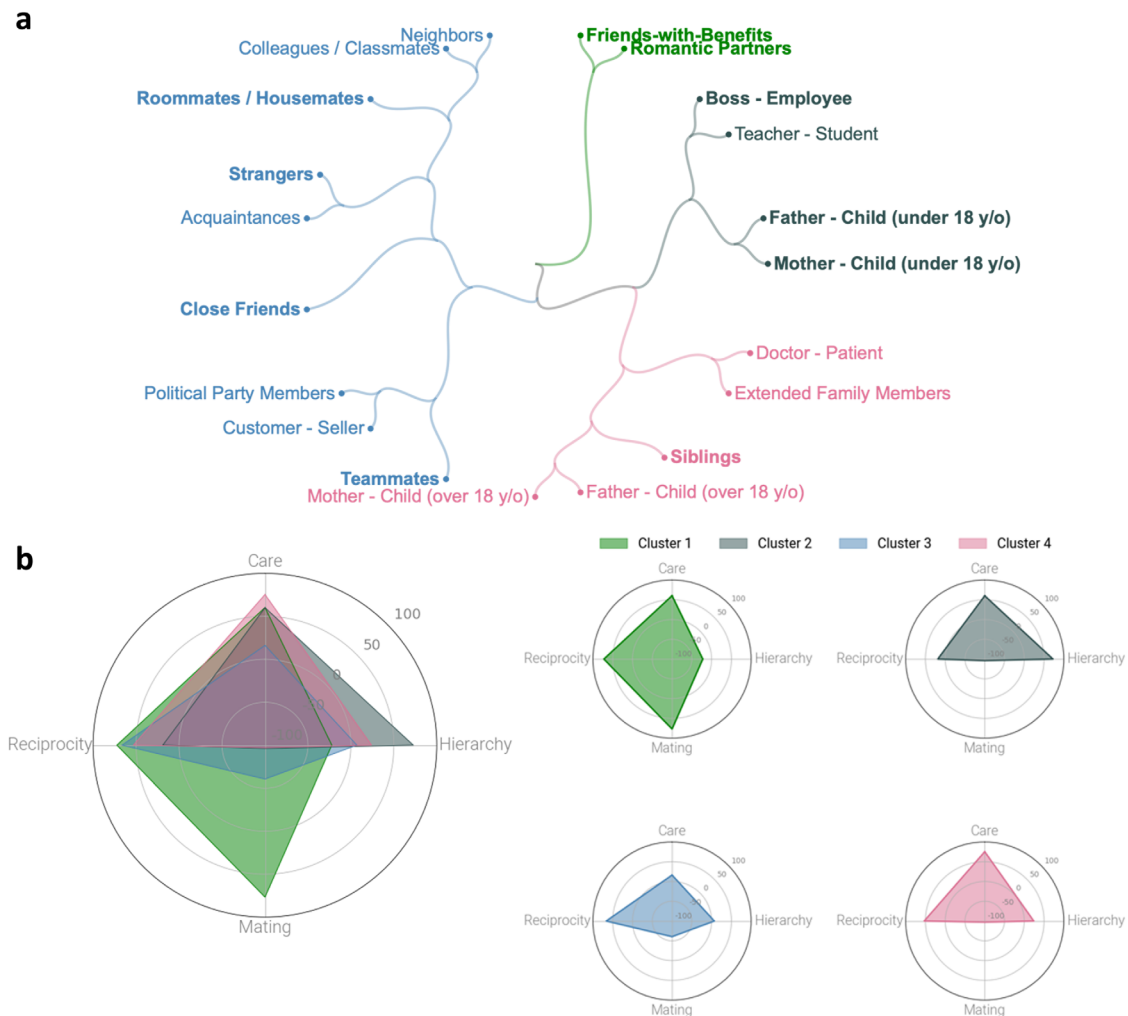 a
Neighbors
Colleagues / Classmates
Friends-with-Benefits
Romantic Partners
Roommates / Housemates
Boss - Employee
Teacher - Student
Strangers
Acquaintances
Father - Child (under 18 y/o)
Mother - Child (under 18 y/o)
Close Friends
Doctor - Patient
Political Party Members
Extended Family Members
Customer - Seller
Siblings
Teammates
Mother - Child (over 18 y/o)
Father - Child (over 18 y/o)
b
Cluster 1 Cluster 2 Cluster 3 Cluster 4
Care
100
50
0
-50
-100
Reciprocity
Hierarchy
Mating
Care
100
50
0
-50
-100
Reciprocity
Hierarchy
Mating
Care
100
50
0
-50
-100
Reciprocity
Hierarchy
Mating
Care
100
50
0
-50
-100
Reciprocity
Hierarchy
Mating
Care
100
50
0
-50
-100
Reciprocity
Hierarchy
Mating